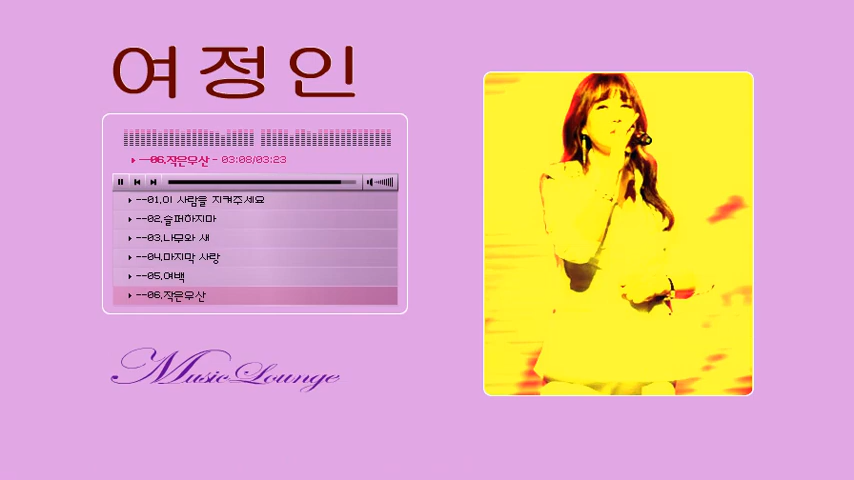 여정인
--06.작은우산 - 03:08/03:23
--01.이 사람을 지켜주세요
--02.슬퍼하지마
--03.나무와 새
--04.마지막 사랑
--05.여백
--06.작은우산
Music Lounge